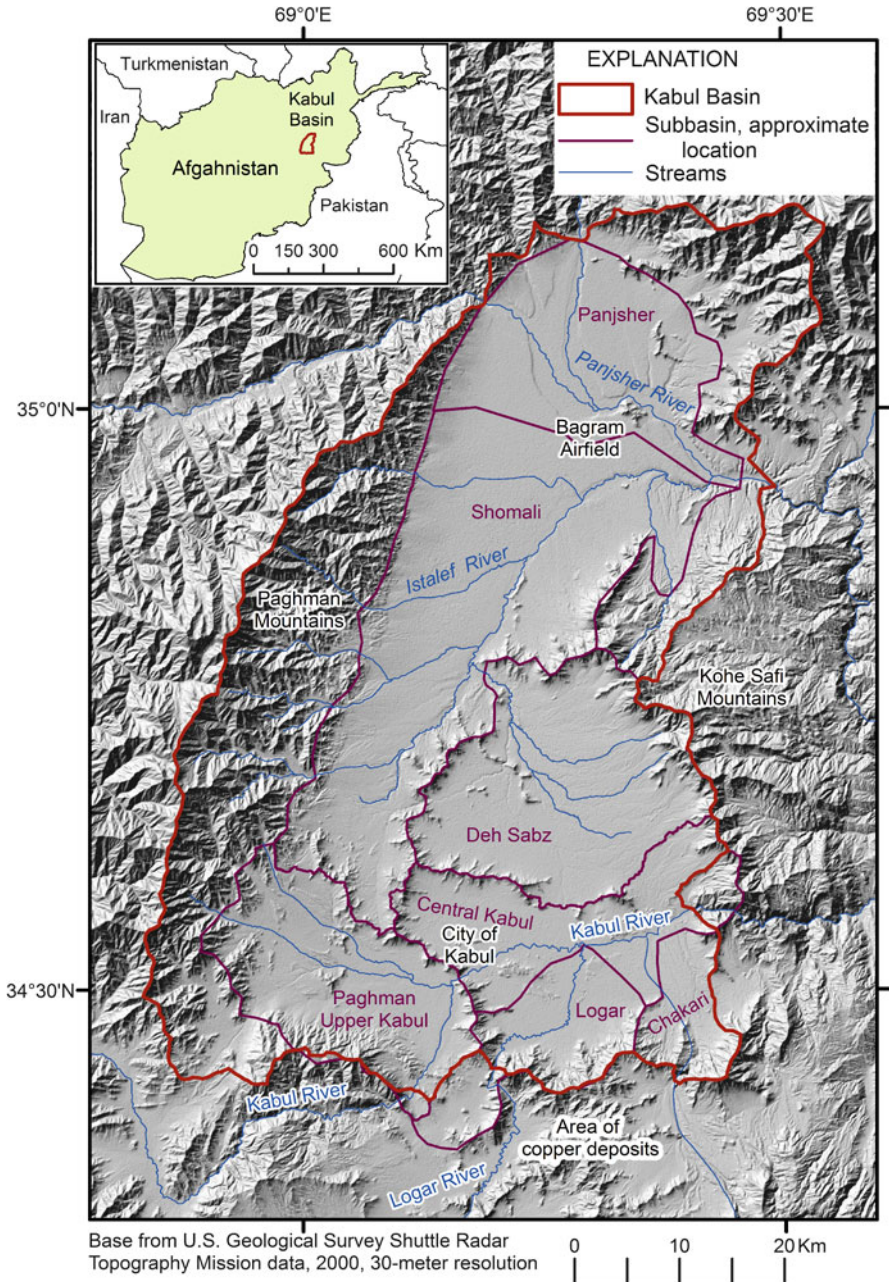 69°0'E
69°30'E
Turkmenistan
Iran
Kabul
Basin
Afgahnistan
Pakistan
0 150 300 600 Km
EXPLANATION
Kabul Basin
Subbasin, approximate
location
Streams
Panjsher
Panjsher River
35°0'N
Bagram
Airfield
Shomali
Istalef River
Paghman
Mountains
Kohe Safi
Mountains
Deh Sabz
Central Kabul
Kabul River
City of
Kabul
34°30'N
Paghman
Upper Kabul
Logar
Chakari
Kabul River
Area of
copper deposits
Logar River
Base from U.S. Geological Survey Shuttle Radar
Topography Mission data, 2000, 30-meter resolution
0 10 20 Km